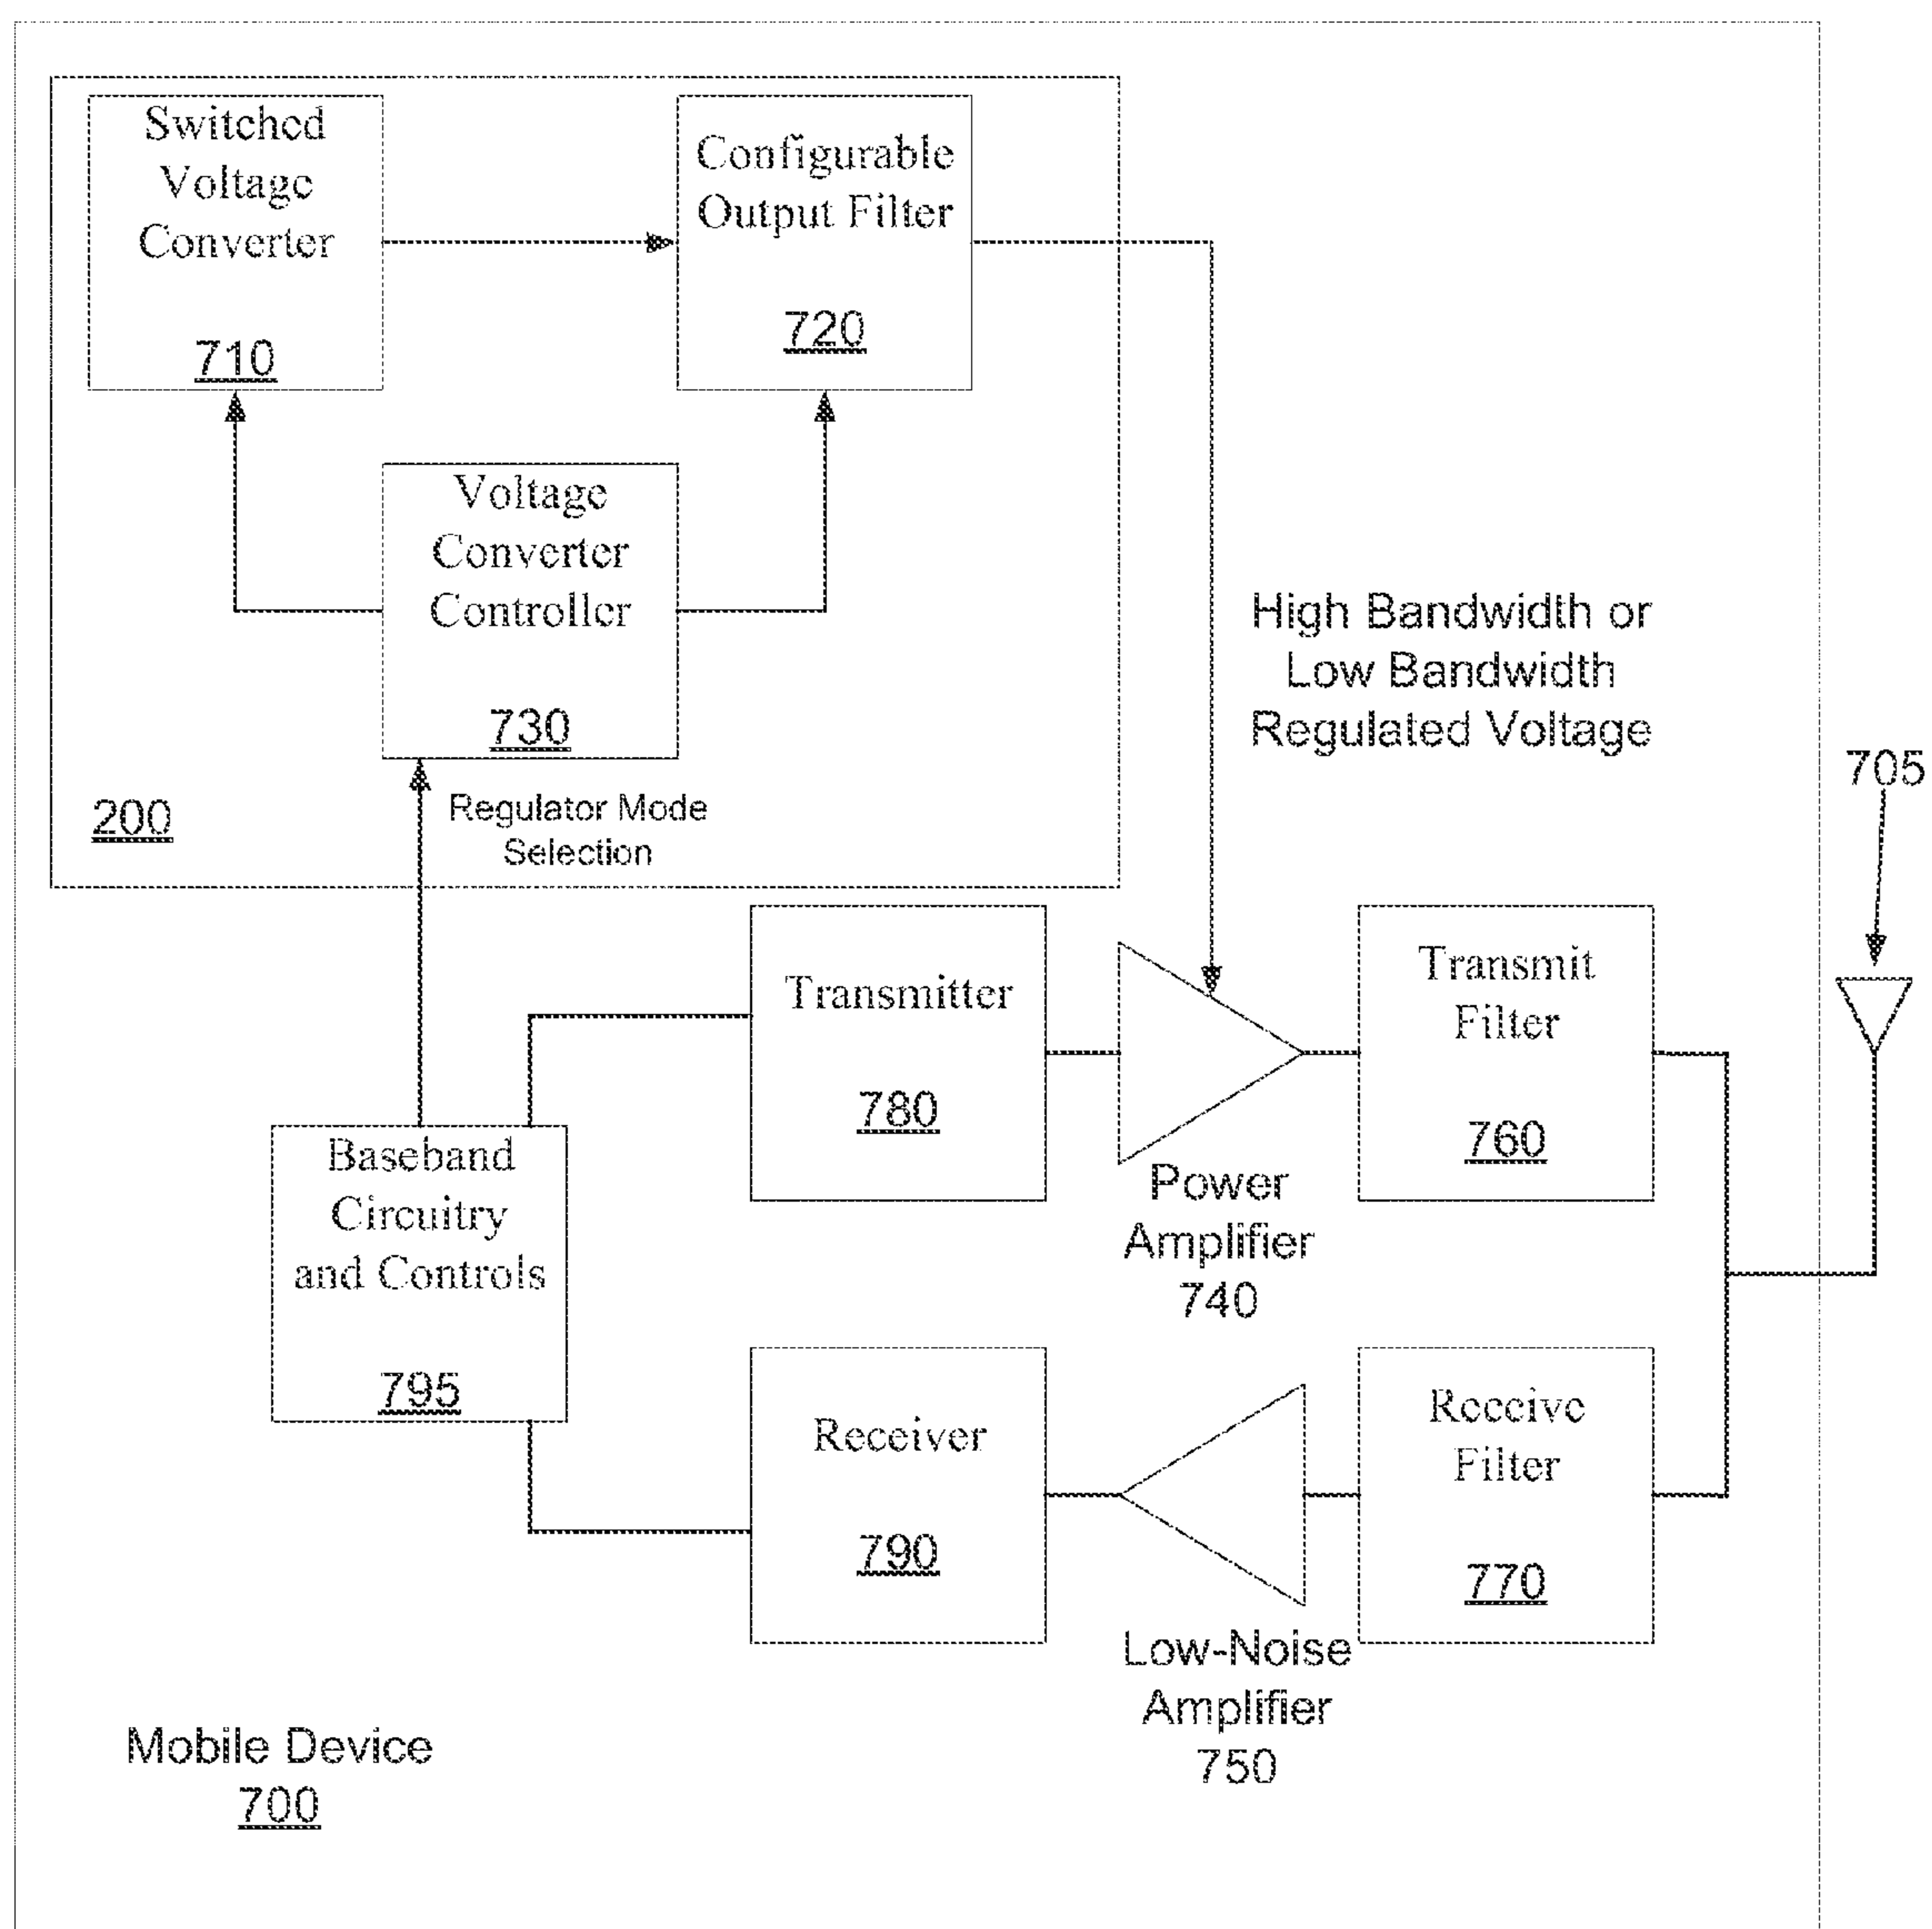 Switched
Voltage
Converter
710
Configurable
Output Filter
720
Voltage
Converter
Controller
730
200
Regulator Mode
Selection
High Bandwidth or
Low Bandwidth
Regulated Voltage
705
Transmitter
780
Power
Amplifier
740
Transmit
Filter
760
Baseband
Circuitry
and Controls
795
Receiver
790
Low-Noise
Amplifier
750
Receive
Filter
770
Mobile Device
700